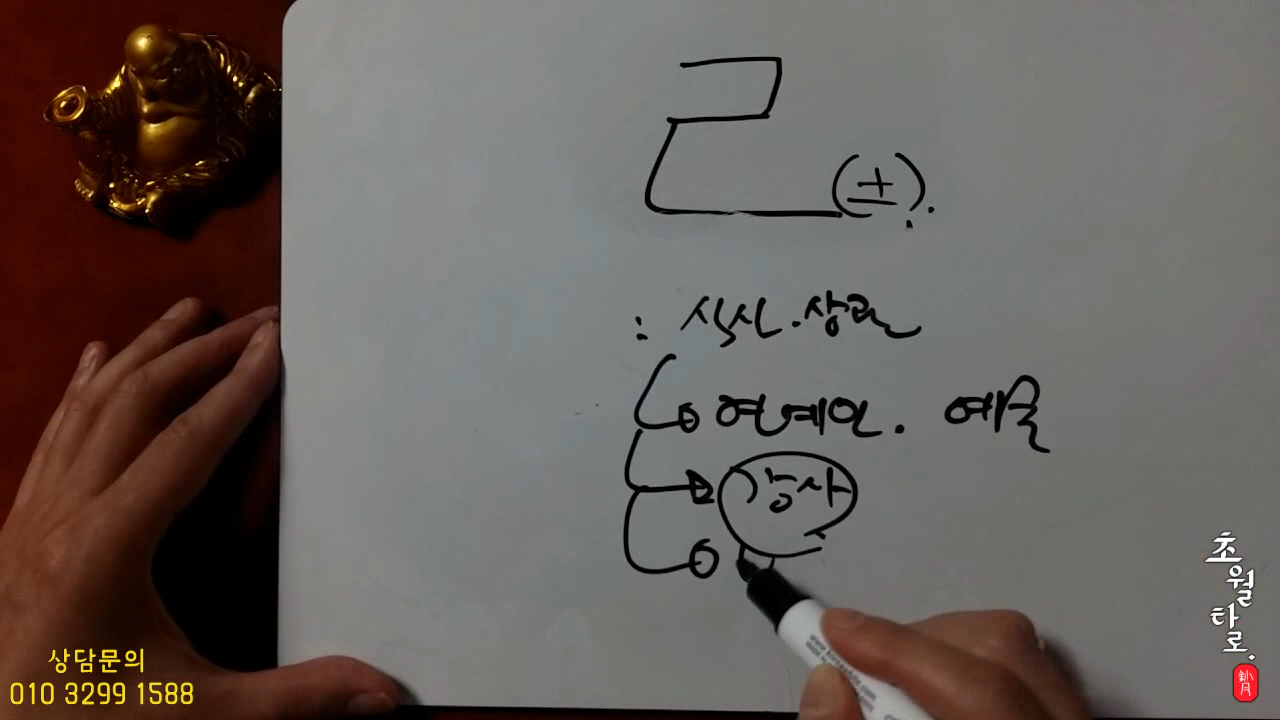 己
(土).
: 식신.상관
연예인. 예술
강사
초월타로.
상담문의
010 3299 1588